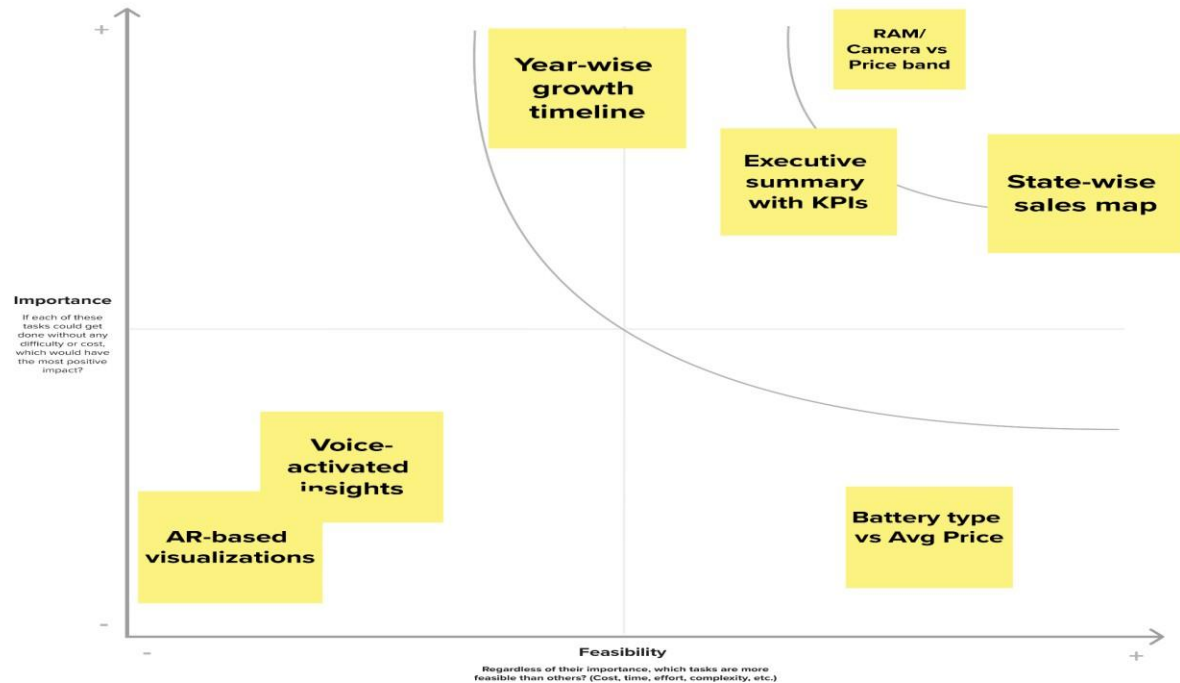 +
Year-wise
growth
timeline
RAM/
Camera vs
Price band
Executive
summary
with KPIs
State-wise
sales map
Importance
If each of these
tasks could get
done without any
difficulty or cost,
which would have
the most positive
impact?
Voice-
activated
insights
AR-based
visualizations
Battery type
vs Avg Price
-
-
Feasibility
+
Regardless of their importance, which tasks are more
feasible than others? (Cost, time, effort, complexity, etc.)